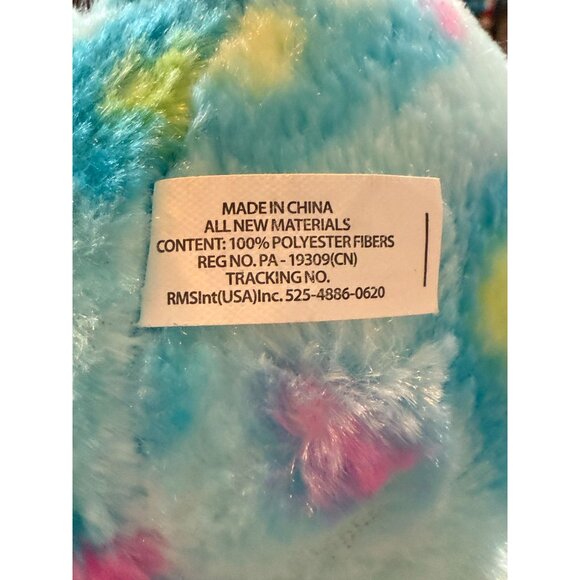 MADE IN CHINA
ALL NEW MATERIALS
CONTENT: 100% POLYESTER FIBERS
REG NO. PA - 19309(CN)
TRACKING NO.
RMSInt(USA)Inc. 525-4886-0620